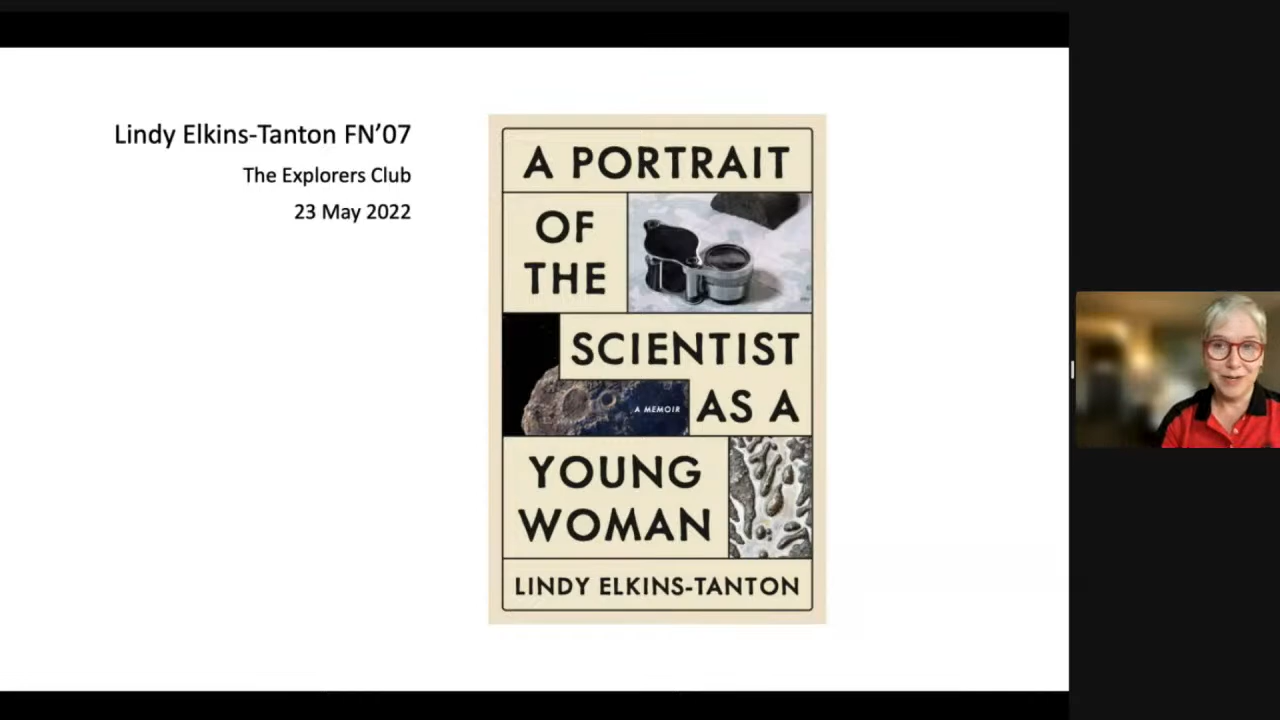 Lindy Elkins-Tanton FN’07
The Explorers Club
23 May 2022
A PORTRAIT
OF
THE
SCIENTIST
A MEMOIR
AS A
YOUNG
WOMAN
LINDY ELKINS-TANTON